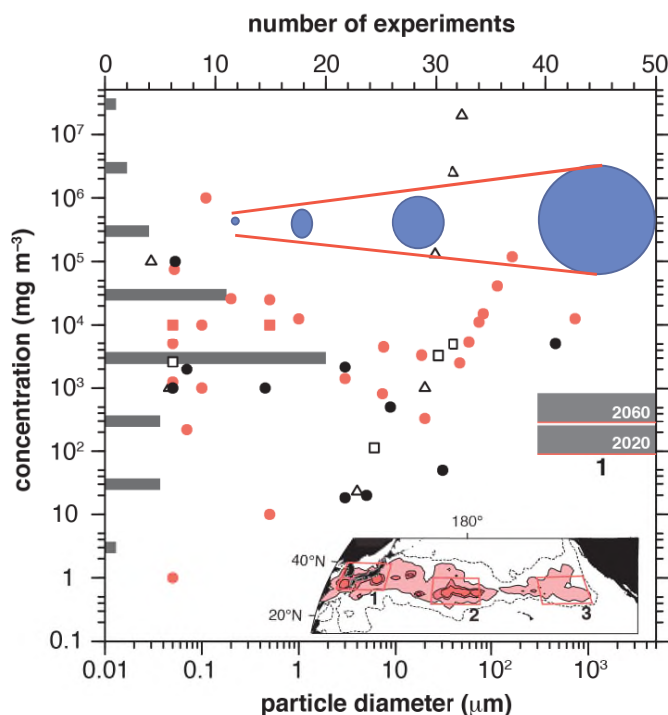 number of experiments
0 10 20 30 40 50
concentration (mg m⁻³)
10⁷
10⁶
10⁵
10⁴
10³
10²
10
1
0.1
2060
2020
1
180°
40°N
20°N
1
2
3
0.01 0.1 1 10 10² 10³
particle diameter (μm)